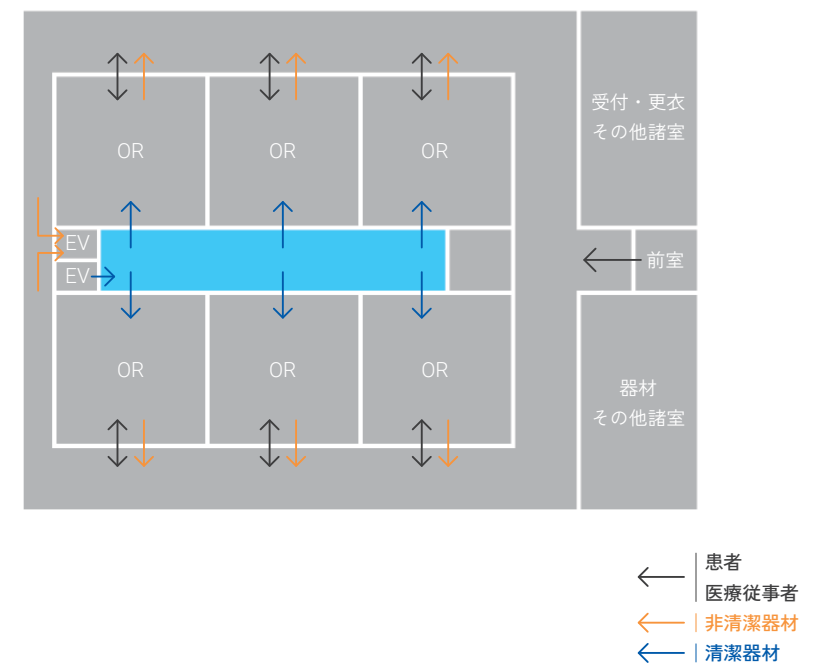 OR
OR
OR
受付・更衣
その他諸室
EV
EV
前室
OR
OR
OR
器材
その他諸室
患者
医療従事者
非清潔器材
清潔器材